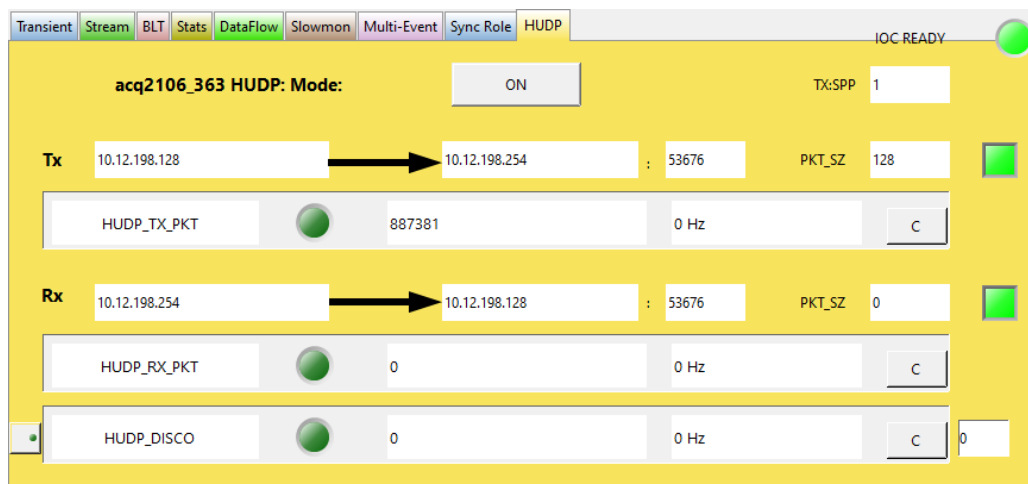 Transient Stream BLT Stats DataFlow Slowmon Multi-Event Sync Role HUDP
IOC READY
acq2106_363 HUDP: Mode: ON TX:SPP 1
Tx 10.12.198.128 10.12.198.254 : 53676 PKT_SZ 128
HUDP_TX_PKT 887381 0 Hz C
Rx 10.12.198.254 10.12.198.128 : 53676 PKT_SZ 0
HUDP_RX_PKT 0 0 Hz C
HUDP_DISCO 0 0 Hz C 0